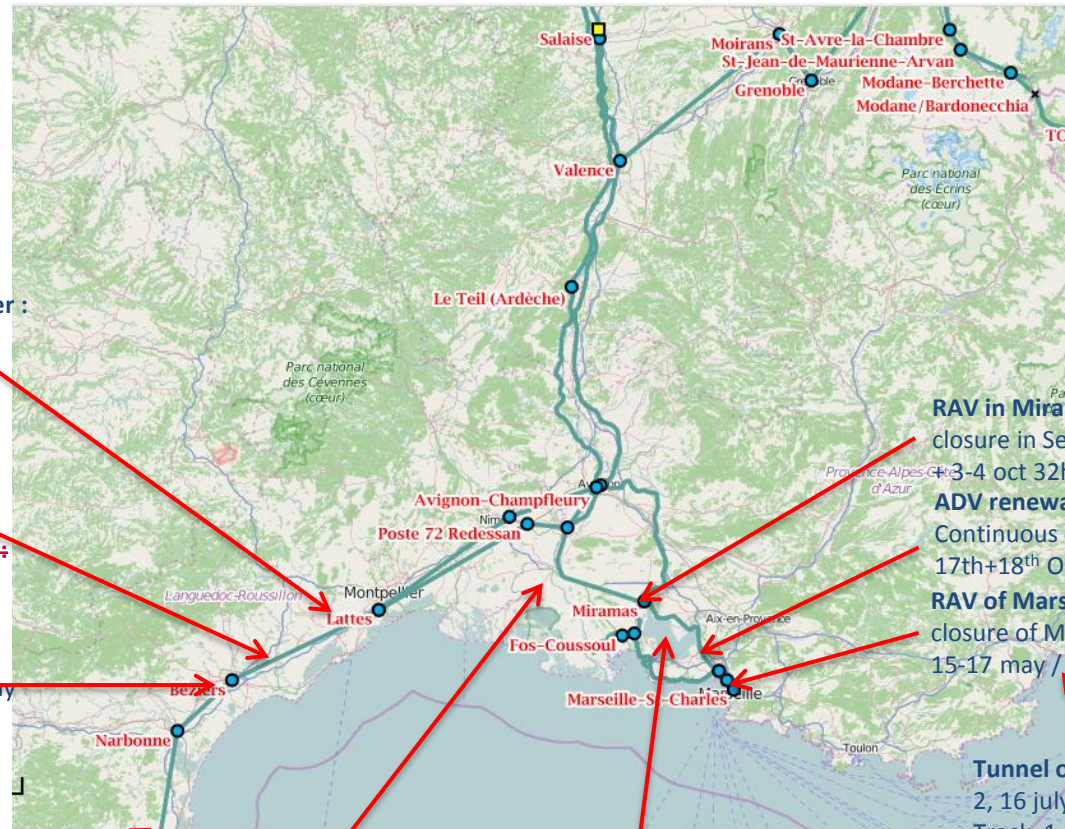 Salaise
Moirans
St-Avre-la-Chambre
St-Jean-de-Maurienne-Arvan
Grenoble
Modane-Berchette
Modane/Bardonecchia
TO
Valence
Parc national
des Écrins
(cœur)
er :
Le Teil (Ardèche)
Parc national
des Cévennes
(cœur)
RAV in Mira
closure in Se
Provence-Alpes-Côte
d'Azur
+ 3-4 oct 32h
Avignon-Champfleury
ADV renewa
Poste 72 Redessan
Continuous
17th+18th O
Languedoc-Roussillon
Montpellier
Lattes
Miramas
RAV of Mars
Aix-en-Provence
closure of M
Fos-Coussoul
15-17 may /
Béziers
Marseille-St-Charles
Marseille
Narbonne
Toulon
Tunnel o
2, 16 july